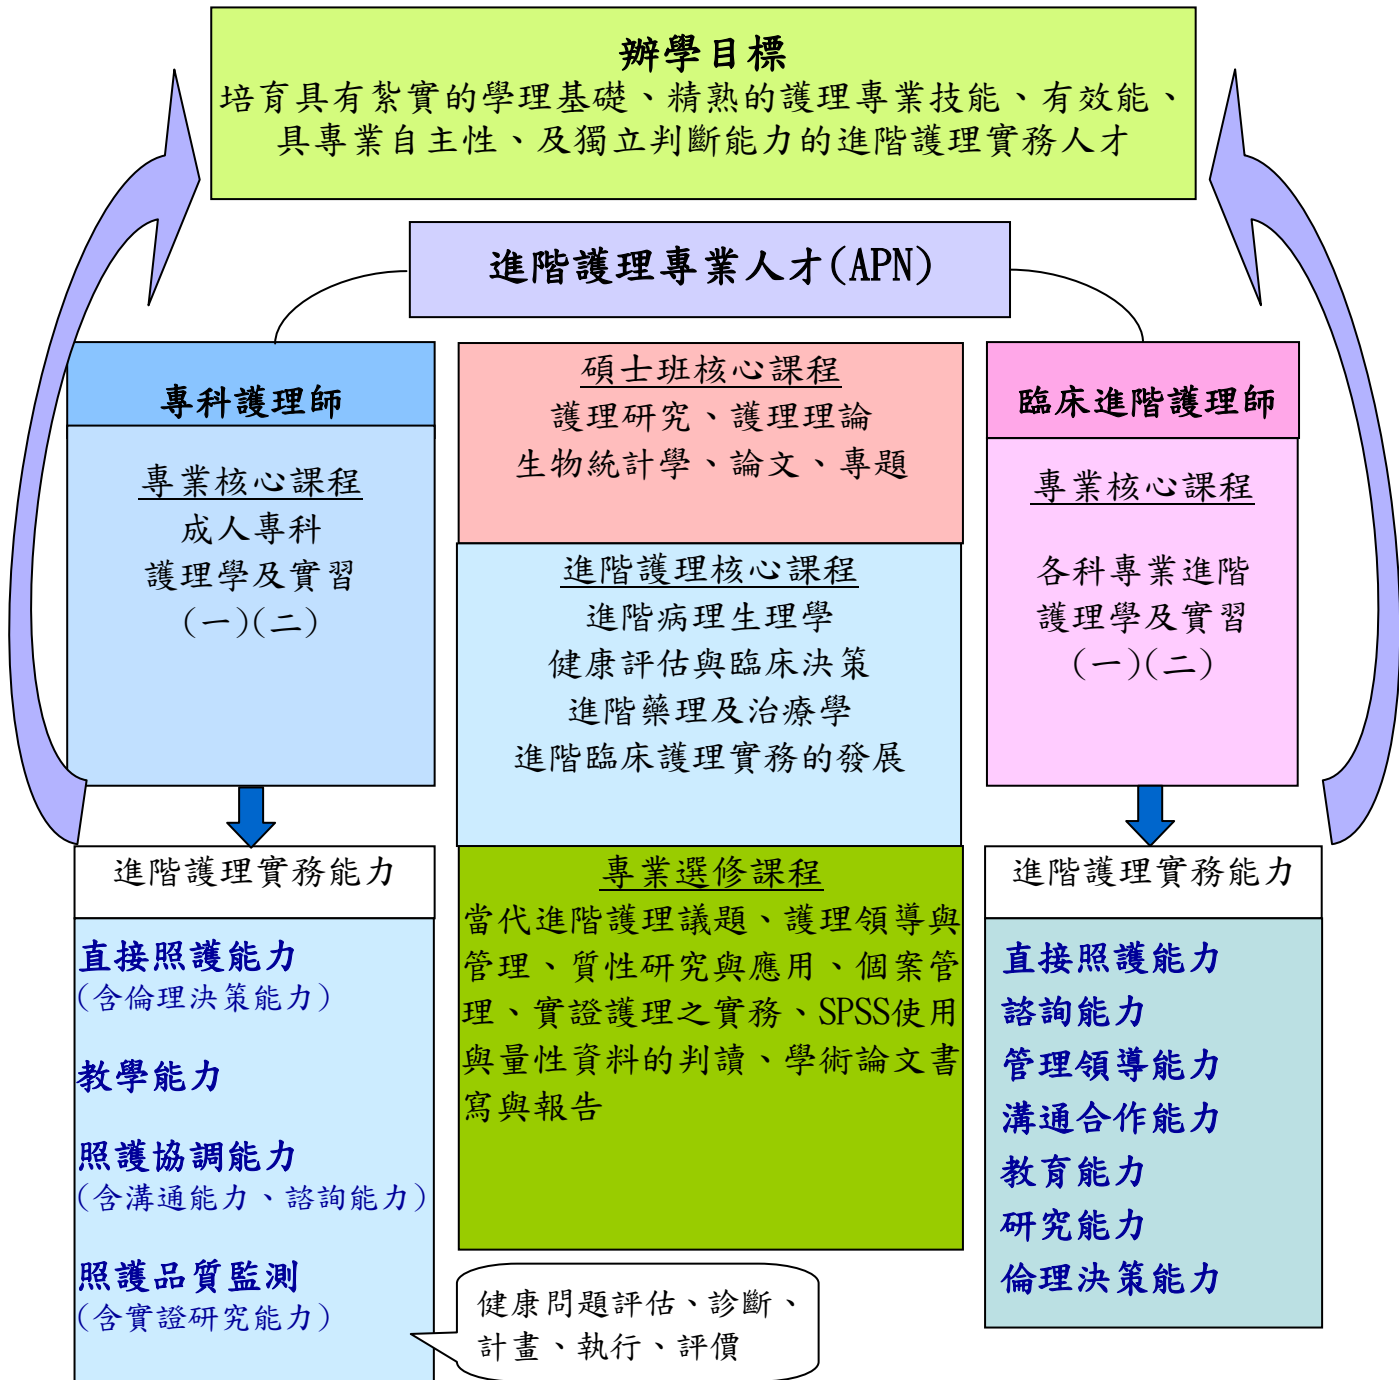 辦學目標
培育具有紮實的學理基礎、精熟的護理專業技能、有效能、
具專業自主性、及獨立判斷能力的進階護理實務人才
進階護理專業人才(APN)
專科護理師
專業核心課程
成人專科
護理學及實習
(一)(二)
碩士班核心課程
護理研究、護理理論
生物統計學、論文、專題
進階護理核心課程
進階病理生理學
健康評估與臨床決策
進階藥理及治療學
進階臨床護理實務的發展
專業選修課程
當代進階護理議題、護理領導與
管理、質性研究與應用、個案管
理、實證護理之實務、SPSS使用
與量性資料的判讀、學術論文書
寫與報告
臨床進階護理師
專業核心課程
各科專業進階
護理學及實習
(一)(二)
進階護理實務能力
直接照護能力
(含倫理決策能力)
教學能力
照護協調能力
(含溝通能力、諮詢能力)
照護品質監測
(含實證研究能力)
健康問題評估、診斷、
計畫、執行、評價
進階護理實務能力
直接照護能力
諮詢能力
管理領導能力
溝通合作能力
教育能力
研究能力
倫理決策能力